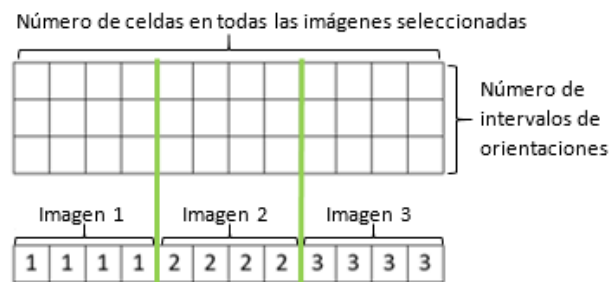 Número de celdas en todas las imágenes seleccionadas
Número de
intervalos de
orientaciones
Imagen 1 Imagen 2 Imagen 3
1 1 1 1 2 2 2 2 3 3 3 3